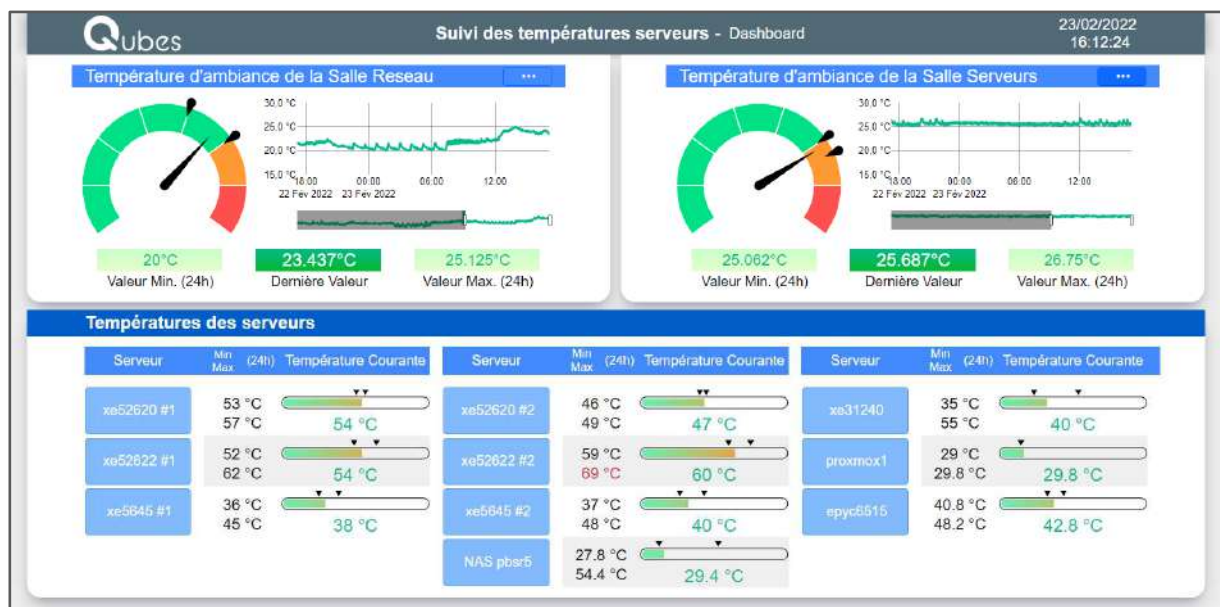 Qubes
Suivi des températures serveurs - Dashboard
23/02/2022
16:12:24
Température d'ambiance de la Salle Reseau
...
30.0 °C
25.0 °C
20.0 °C
15.0 °C
18:00 00:00 06:00 12:00
22 Fév 2022 23 Fév 2022
20°C 23.437°C 25.125°C
Valeur Min. (24h) Dernière Valeur Valeur Max. (24h)
Température d'ambiance de la Salle Serveurs
...
30.0 °C
25.0 °C
20.0 °C
15.0 °C
18:00 00:00 06:00 12:00
22 Fév 2022 23 Fév 2022
25.062°C 25.687°C 26.75°C
Valeur Min. (24h) Dernière Valeur Valeur Max. (24h)
Températures des serveurs
Serveur Min Max (24h) Température Courante
xe52620 #1 53 °C 57 °C 54 °C
xe52622 #1 52 °C 62 °C 54 °C
xe5645 #1 36 °C 45 °C 38 °C
Serveur Min Max (24h) Température Courante
xe52620 #2 46 °C 49 °C 47 °C
xe52622 #2 59 °C 69 °C 60 °C
xe5645 #2 37 °C 48 °C 40 °C
NAS pbsr5 27.8 °C 54.4 °C 29.4 °C
Serveur Min Max (24h) Température Courante
xe31240 35 °C 55 °C 40 °C
proxmox1 29 °C 29.8 °C 29.8 °C
epyc6515 40.8 °C 48.2 °C 42.8 °C